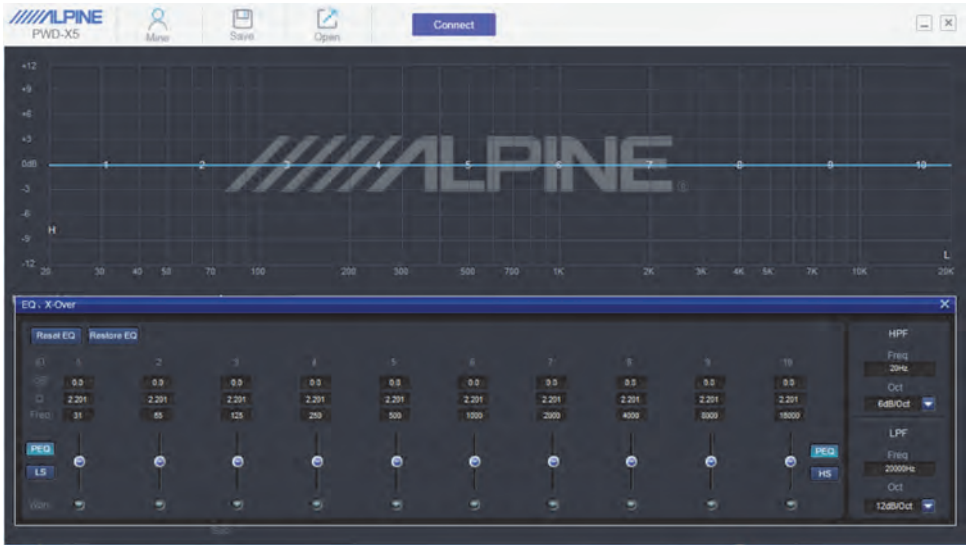 ALPINE
PWD-X5
Mine
Save
Open
Connect
+12
+9
+6
+3
0dB
-3
-6
-9
-12
1 2 3 4 5 6 7 8 9 10
ALPINE
H
L
20 30 40 50 70 100 200 300 500 700 1K 2K 3K 4K 5K 7K 10K 20K
EQ . X-Over
Reset EQ Restore EQ
1 2 3 4 5 6 7 8 9 10
0.0 0.0 0.0 0.0 0.0 0.0 0.0 0.0 0.0 0.0
Q 2.201 2.201 2.201 2.201 2.201 2.201 2.201 2.201 2.201 2.201
Freq 31 65 125 250 500 1000 2000 4000 8000 16000
PEQ
LS
PEQ
HS
HPF
Freq
20Hz
Oct
6dB/Oct
LPF
Freq
20000Hz
Oct
12dB/Oct